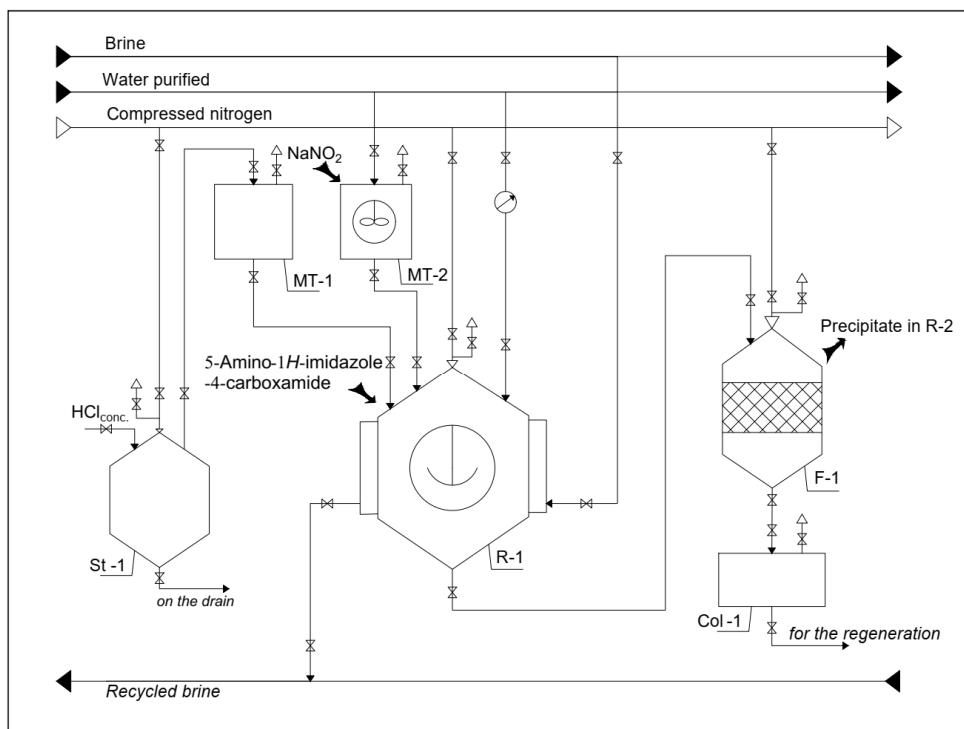 Brine
Water purified
Compressed nitrogen
NaNO₂
MT-1
MT-2
5-Amino-1H-imidazole
-4-carboxamide
Precipitate in R-2
HClconc.
F-1
R-1
St -1
on the drain
Col -1
for the regeneration
Recycled brine